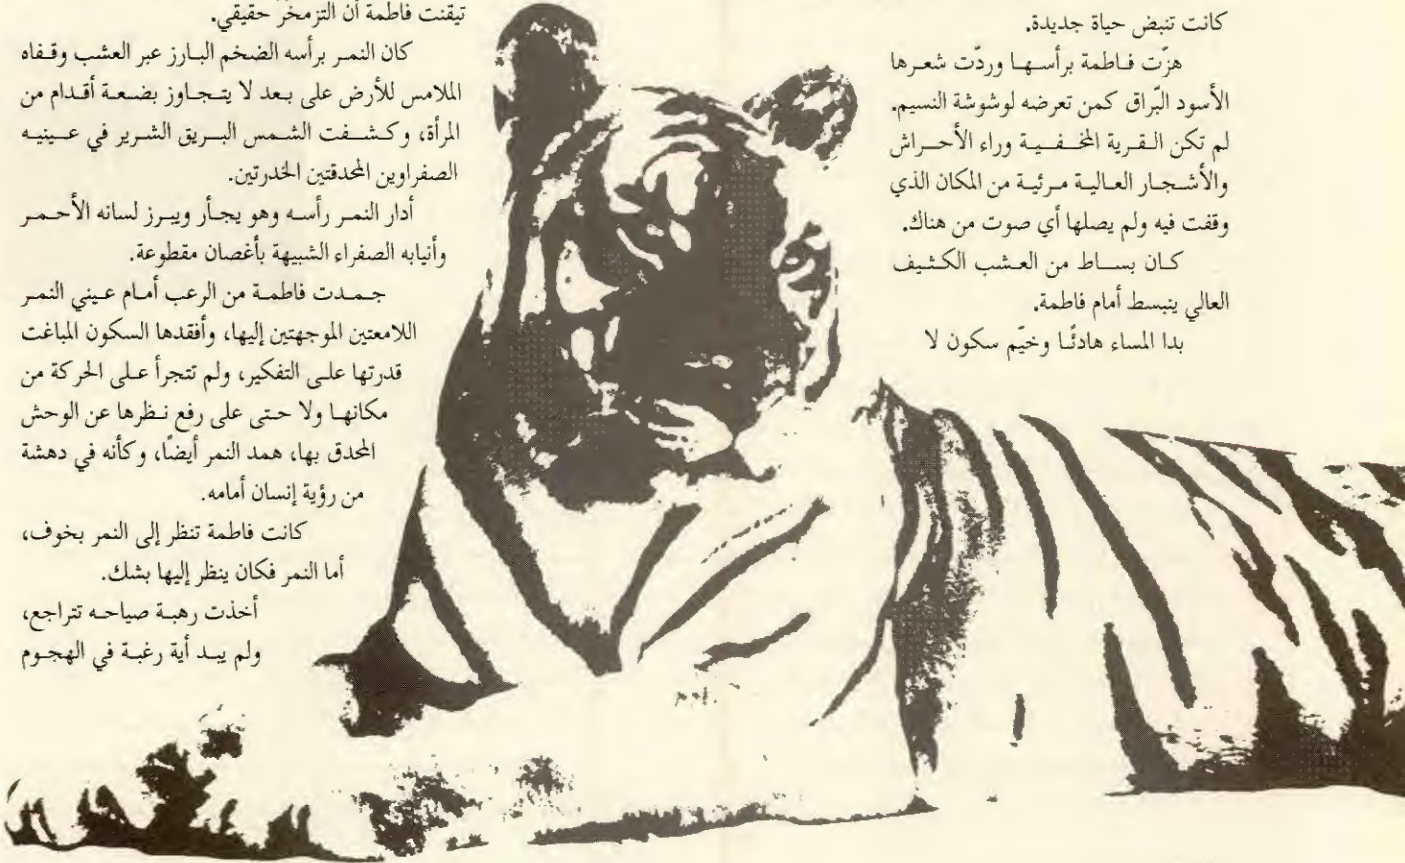 كانت تنبض حياة جديدة.
هزّت فاطمة برأسها وردّت شعرها
الأسود البّراق كمن تعرضه لوشوشة النسيم.
لم تكن القرية المخفية وراء الأحراش
والأشجار العالية مرئية من المكان الذي
وقفت فيه ولم يصلها أي صوت من هناك.
كان بساط من العشب الكثيف
العالي ينبسط أمام فاطمة.
بدا المساء هادئًا وخيّم سكون لا
تيقنت فاطمة أن التزمخّر حقيقي.
كان النمر برأسه الضخم البارز عبر العشب وقفاه
الملامس للأرض على بعد لا يتجاوز بضعة أقدام من
المرأة، وكشفت الشمس البريق الشرير في عينيه
الصفراوين المحدقتين الخدرتين.
أدار النمر رأسه وهو يجأر ويبرز لسانه الأحمر
وأنيابه الصفراء الشبيهة بأغصان مقطوعة.
جمدت فاطمة من الرعب أمام عيني النمر
اللامعتين الموجهتين إليها، وأفقدها السكون المباغت
قدرتها على التفكير، ولم تتجرأ على الحركة من
مكانها ولا حتى على رفع نظرها عن الوحش
المحدق بها، همد النمر أيضًا، وكأنه في دهشة
من رؤية إنسان أمامه.
كانت فاطمة تنظر إلى النمر بخوف،
أما النمر فكان ينظر إليها بشك.
أخذت رهبة صياحه تتراجع،
ولم يبد أية رغبة في الهجوم